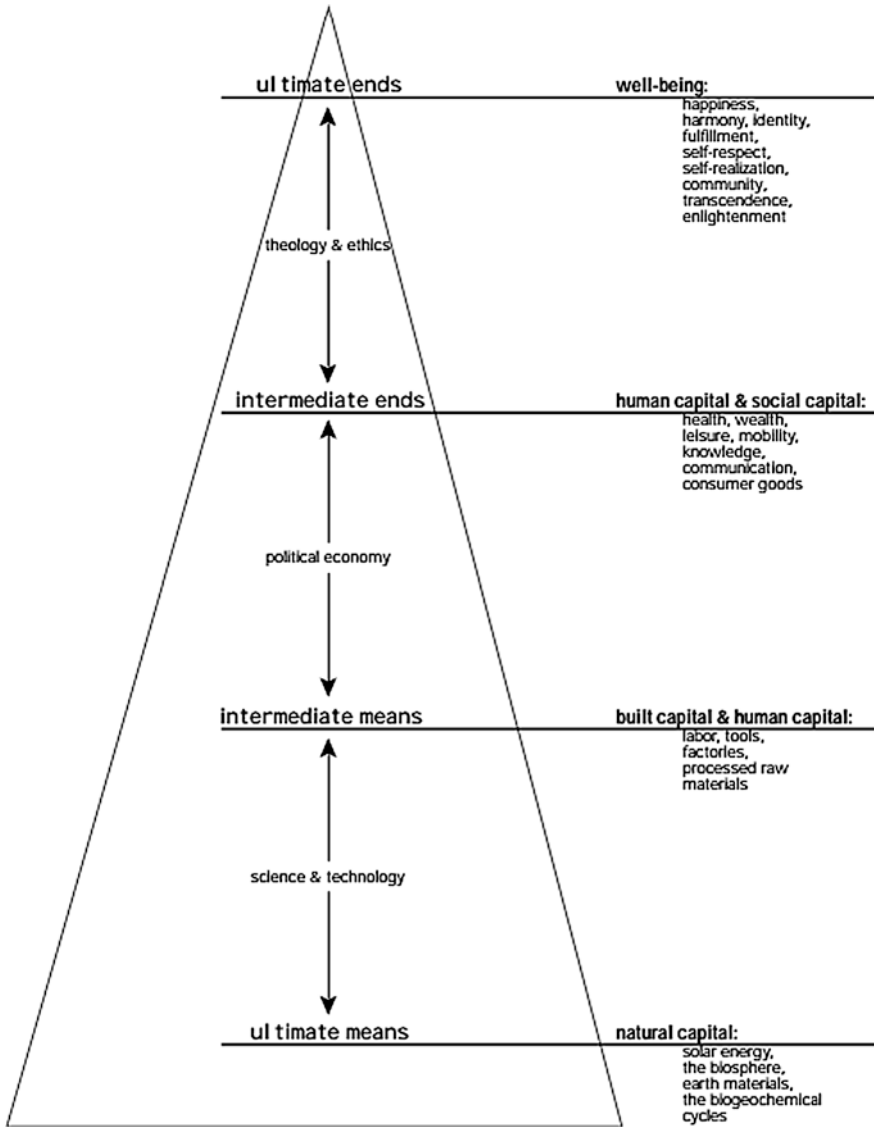 ultimate ends
well-being:
happiness,
harmony, identity,
fulfillment,
self-respect,
self-realization,
community,
transcendence,
enlightenment
theology & ethics
intermediate ends
human capital & social capital:
health, wealth,
leisure, mobility,
knowledge,
communication,
consumer goods
political economy
intermediate means
built capital & human capital:
labor, tools,
factories,
processed raw
materials
science & technology
ultimate means
natural capital:
solar energy,
the biosphere,
earth materials,
the biogeochemical
cycles